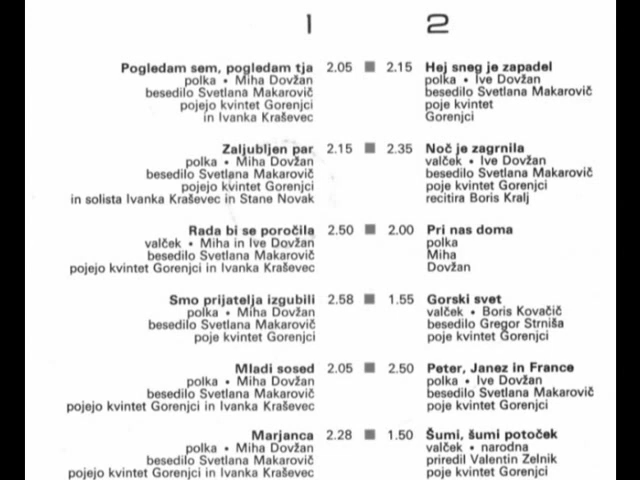 1
Pogledam sem, pogledam tja 2.05
polka • Miha Dovžan
besedilo Svetlana Makarovič
pojejo kvintet Gorenjci
in Ivanka Kraševec
Zaljubljen par 2.15
polka • Miha Dovžan
besedilo Svetlana Makarovič
pojejo kvintet Gorenjci
in solista Ivanka Kraševec in Stane Novak
Rada bi se poročila 2.50
valček • Miha in Ive Dovžan
besedilo Svetlana Makarovič
pojejo kvintet Gorenjci in Ivanka Kraševec
Smo prijatelja izgubili 2.58
polka • Miha Dovžan
besedilo Svetlana Makarovič
poje kvintet Gorenjci
Mladi sosed 2.05
polka • Miha Dovžan
besedilo Svetlana Makarovič
pojejo kvintet Gorenjci in Ivanka Kraševec
Marjanca 2.28
polka • Miha Dovžan
besedilo Svetlana Makarovič
pojejo kvintet Gorenjci in Ivanka Kraševec
2
2.15 Hej sneg je zapadel
polka • Ive Dovžan
besedilo Svetlana Makarovič
poje kvintet
Gorenjci
2.35 Noč je zagrnila
valček • Ive Dovžan
besedilo Svetlana Makarovič
poje kvintet Gorenjci
recitira Boris Kralj
2.00 Pri nas doma
polka
Miha
Dovžan
1.55 Gorski svet
valček • Boris Kovačič
besedilo Gregor Strniša
poje kvintet Gorenjci
2.50 Peter, Janez in France
polka • Ive Dovžan
besedilo Svetlana Makarovič
poje kvintet Gorenjci
1.50 Šumi, šumi potoček
valček • narodna
priredil Valentin Zelnik
poje kvintet Gorenjci